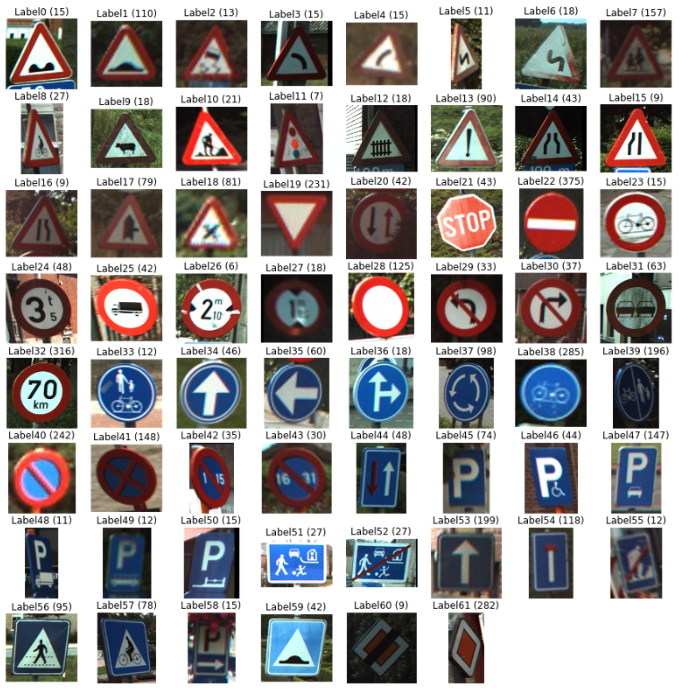 Label0 (15) Label1 (110) Label2 (13) Label3 (15) Label4 (15) Label5 (11) Label6 (18) Label7 (157)
Label8 (27) Label9 (18) Label10 (21) Label11 (7) Label12 (18) Label13 (90) Label14 (43) Label15 (9)
Label16 (9) Label17 (79) Label18 (81) Label19 (231) Label20 (42) Label21 (43) Label22 (375) Label23 (15)
STOP
Label24 (48) Label25 (42) Label26 (6) Label27 (18) Label28 (125) Label29 (33) Label30 (37) Label31 (63)
3t5 2m10
Label32 (316) Label33 (12) Label34 (46) Label35 (60) Label36 (18) Label37 (98) Label38 (285) Label39 (196)
70
km
Label40 (242) Label41 (148) Label42 (35) Label43 (30) Label44 (48) Label45 (74) Label46 (44) Label47 (147)
1 15 16 31 P P P
Label48 (11) Label49 (12) Label50 (15) Label51 (27) Label52 (27) Label53 (199) Label54 (118) Label55 (12)
P P P
Label56 (95) Label57 (78) Label58 (15) Label59 (42) Label60 (9) Label61 (282)
P